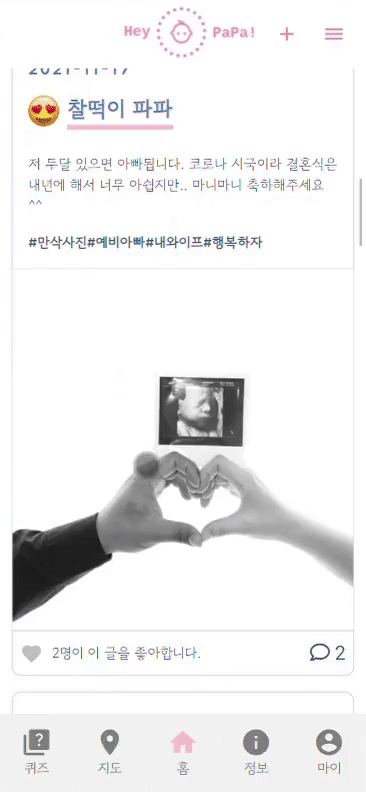 Hey PaPa!
2021-11-17
찰떡이 파파
저 두달 있으면 아빠됩니다. 코로나 시국이라 결혼식은
내년에 해서 너무 아쉽지만.. 마니마니 축하해주세요
^^
#만삭사진#예비아빠#내와이프#행복하자
2명이 이 글을 좋아합니다.
2
퀴즈
지도
홈
정보
마이